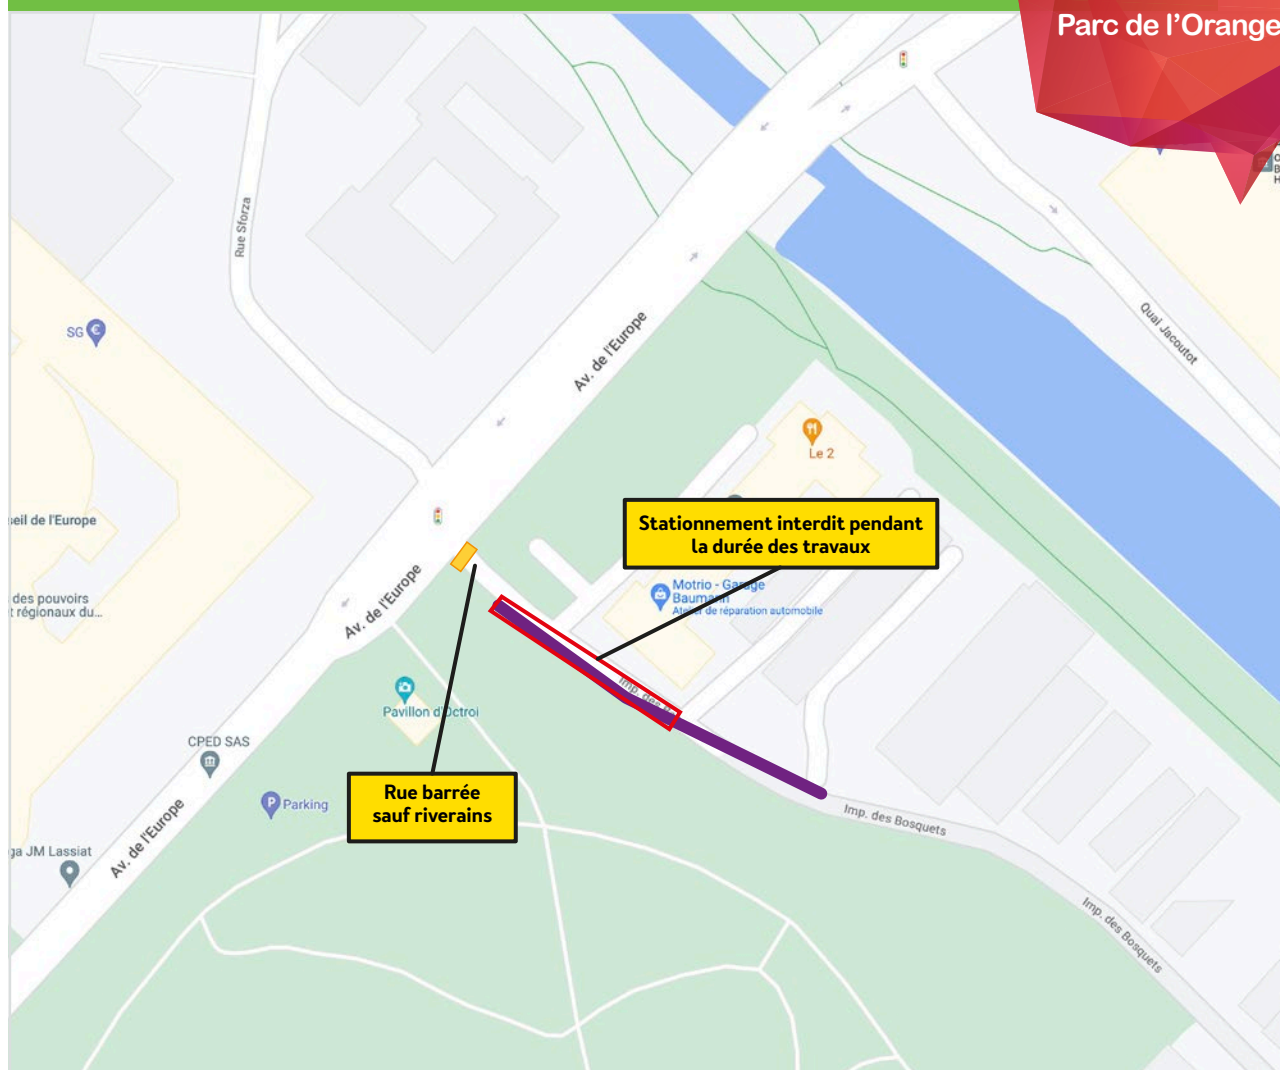 Parc de l'Orange
Rue Sforza
SG
Av. de l'Europe
Quai Jacoutot
Le 2
seil de l'Europe
Stationnement interdit pendant
la durée des travaux
Motrio - Garage
Baumann
Atelier de réparation automobile
des pouvoirs
t régionaux du...
Av. de l'Europe
Imp. des
Pavillon d'Octroi
CPED SAS
Rue barrée
sauf riverains
P
Parking
Imp. des Bosquets
Av. de l'Europe
ga JM Lassiat
Imp. des Bosquets